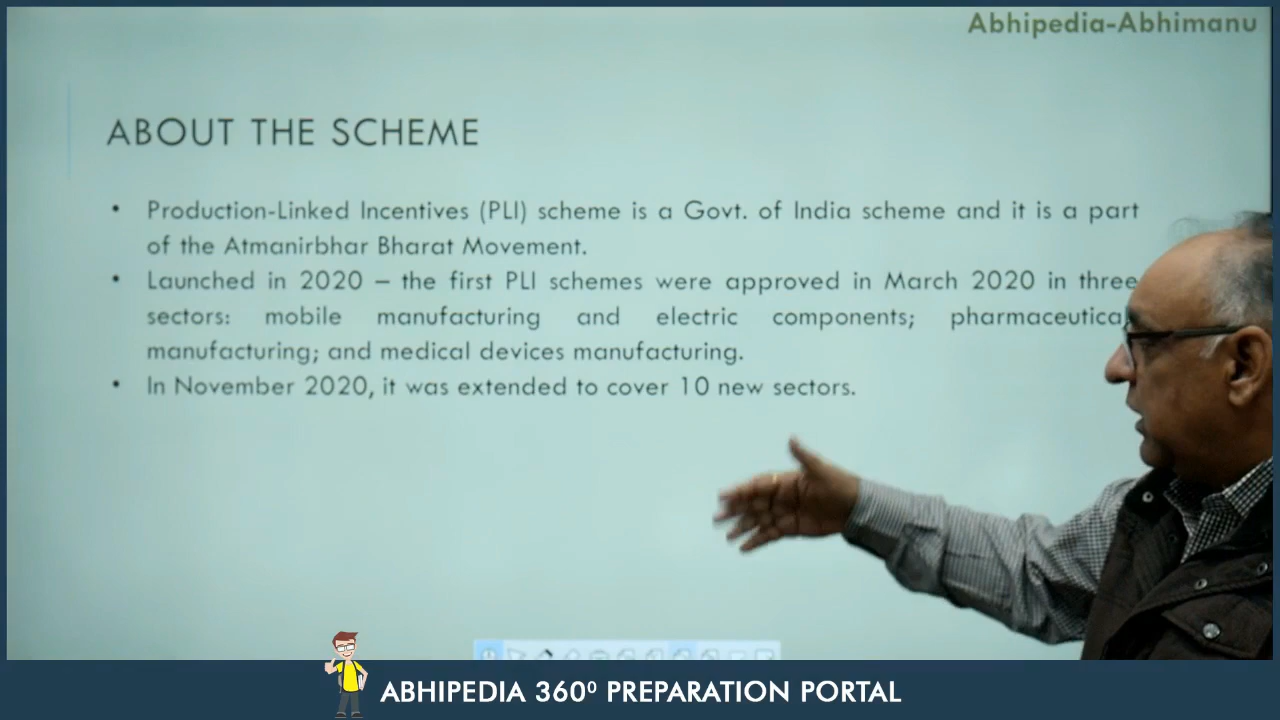 Abhipedia-Abhimanu
ABOUT THE SCHEME
• Production-Linked Incentives (PLI) scheme is a Govt. of India scheme and it is a part
of the Atmanirbhar Bharat Movement.
• Launched in 2020 – the first PLI schemes were approved in March 2020 in three
sectors: mobile manufacturing and electric components; pharmaceutical
manufacturing; and medical devices manufacturing.
• In November 2020, it was extended to cover 10 new sectors.
ABHIPEDIA 360⁰ PREPARATION PORTAL